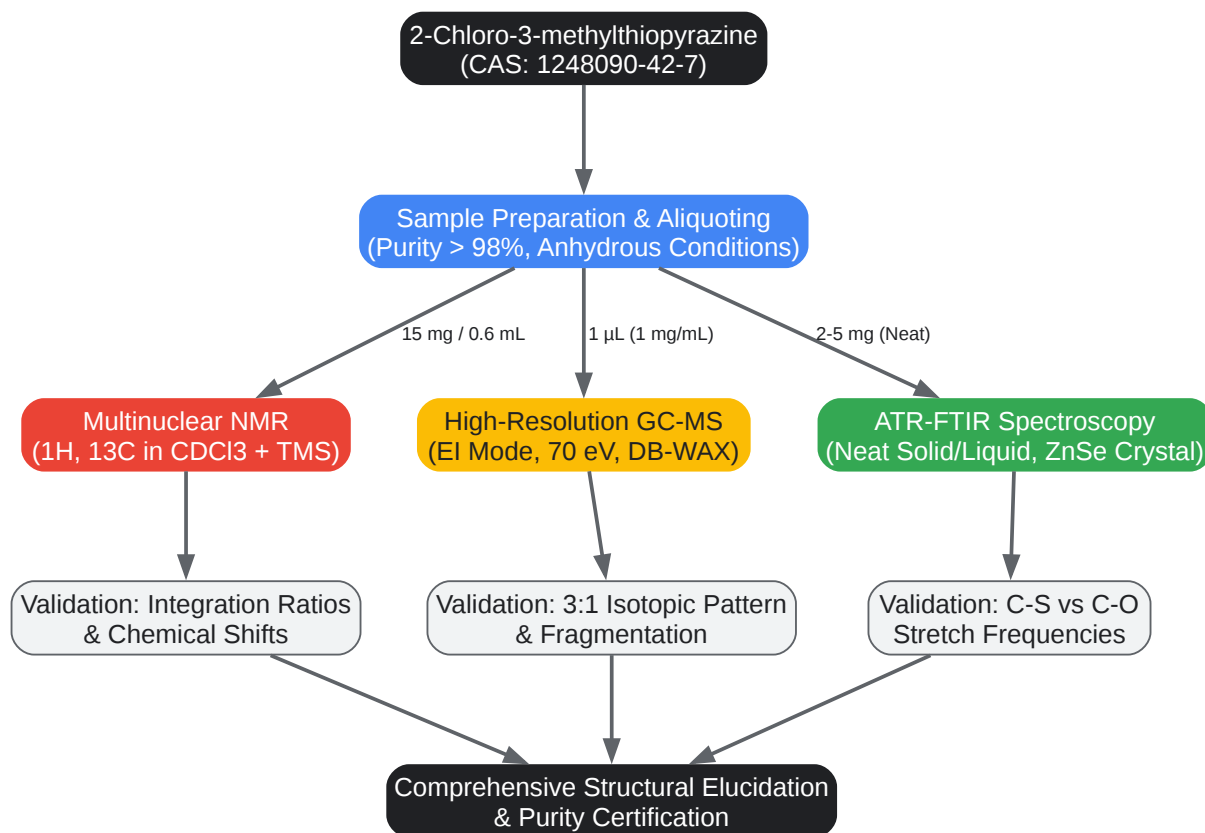 2-Chloro-3-methylthiopyrazine
(CAS: 1248090-42-7)
Sample Preparation & Aliquoting
(Purity > 98%, Anhydrous Conditions)
15 mg / 0.6 mL
1 µL (1 mg/mL)
2-5 mg (Neat)
Multinuclear NMR
(1H, 13C in CDCl3 + TMS)
High-Resolution GC-MS
(EI Mode, 70 eV, DB-WAX)
ATR-FTIR Spectroscopy
(Neat Solid/Liquid, ZnSe Crystal)
Validation: Integration Ratios
& Chemical Shifts
Validation: 3:1 Isotopic Pattern
& Fragmentation
Validation: C-S vs C-O
Stretch Frequencies
Comprehensive Structural Elucidation
& Purity Certification